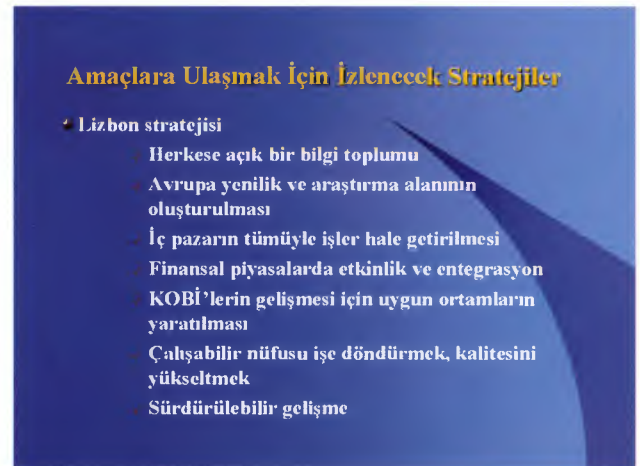 Amaçlara Ulaşmak İçin İzlenecek Stratejiler
Lizbon stratejisi
Herkese açık bir bilgi toplumu
Avrupa yenilik ve araştırma alanının
oluşturulması
İç pazarın tümüyle işler hale getirilmesi
Finansal piyasalarda etkinlik ve entegrasyon
KOBİ'lerin gelişmesi için uygun ortamların
yaratılması
Çalışabilir nüfusu işe döndürmek, kalitesini
yükseltmek
Sürdürülebilir gelişme